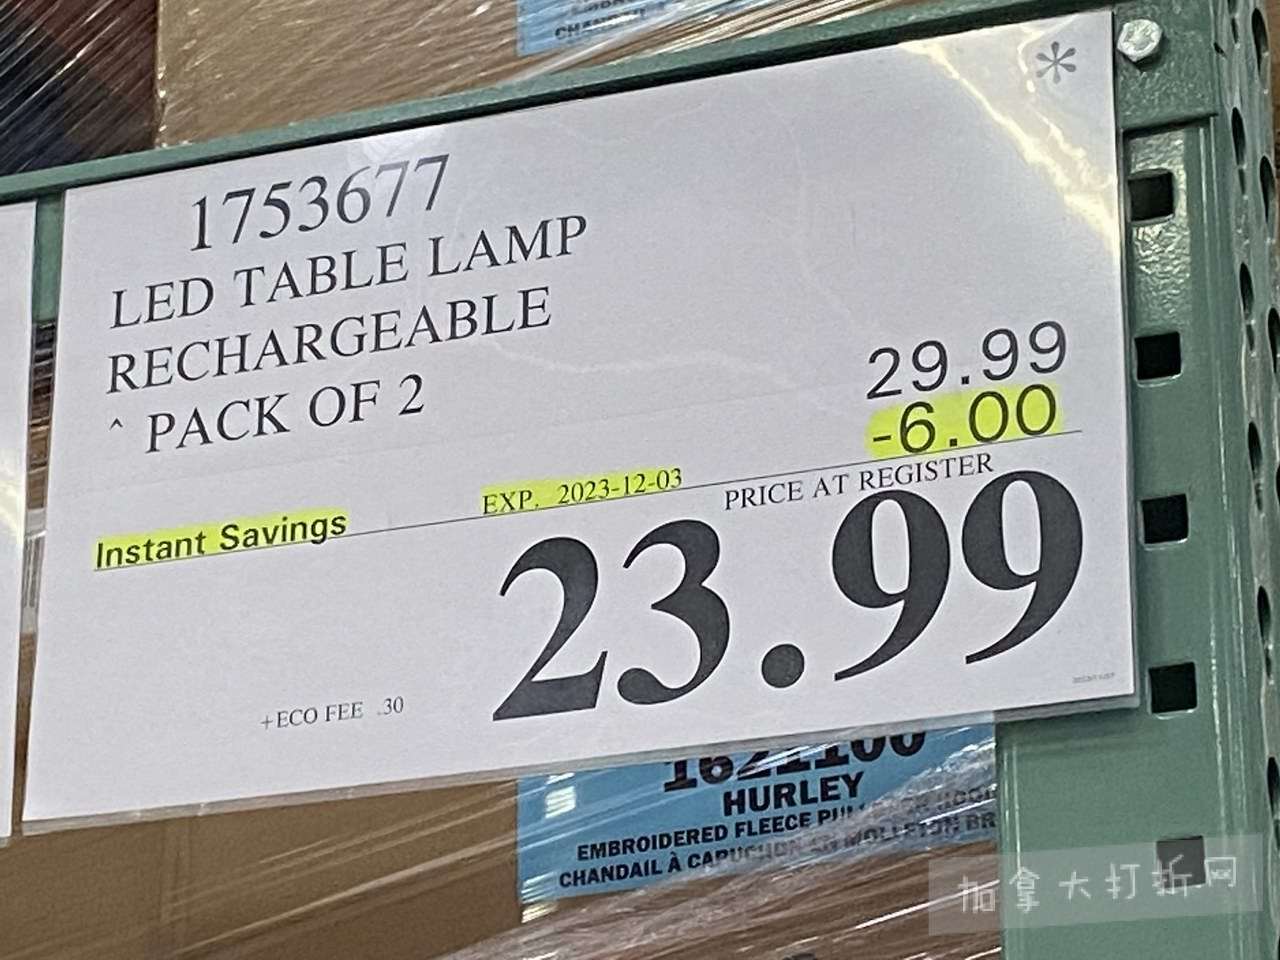 *
1753677
LED TABLE LAMP
RECHARGEABLE
^ PACK OF 2
29.99
-6.00
EXP. 2023-12-03
PRICE AT REGISTER
Instant Savings
23.99
+ECO FEE .30
HURLEY
EMBROIDERED FLEECE
CHANDAIL À
加拿大打折网